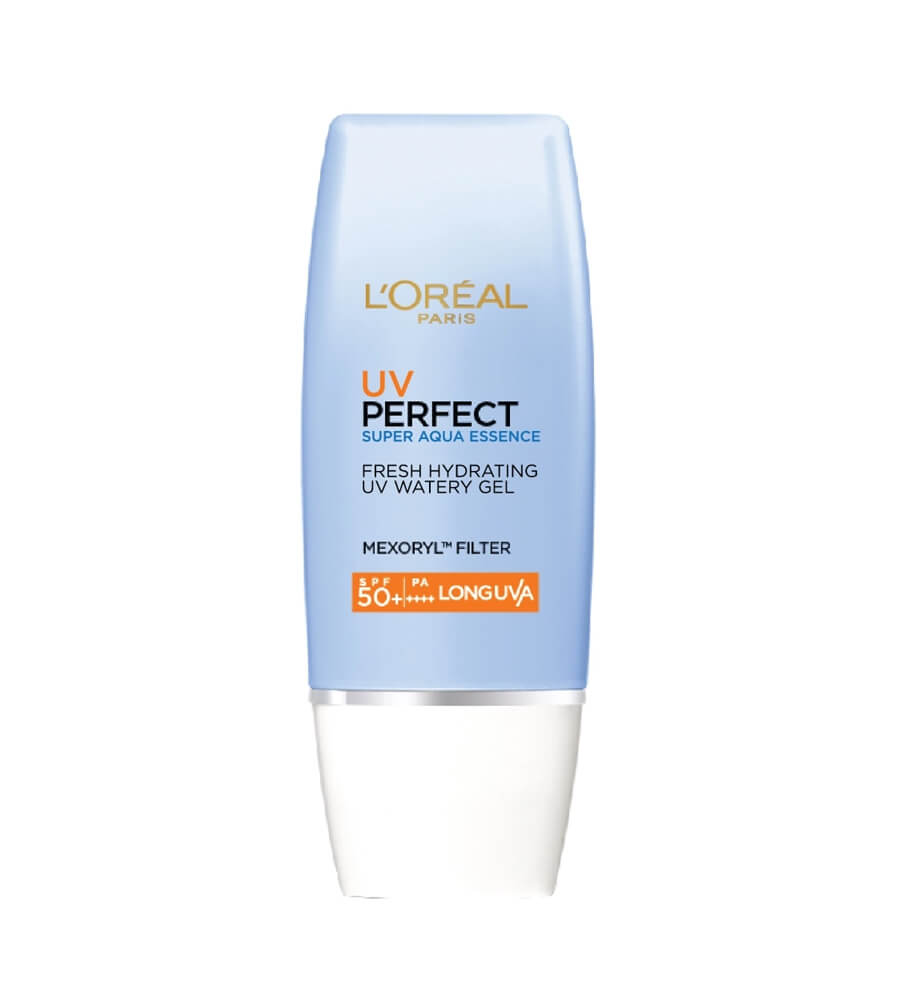 L'ORÉAL
PARIS
UV
PERFECT
SUPER AQUA ESSENCE
FRESH HYDRATING
UV WATERY GEL
MEXORYL™ FILTER
SPF 50+ | PA ++++ LONG UVA